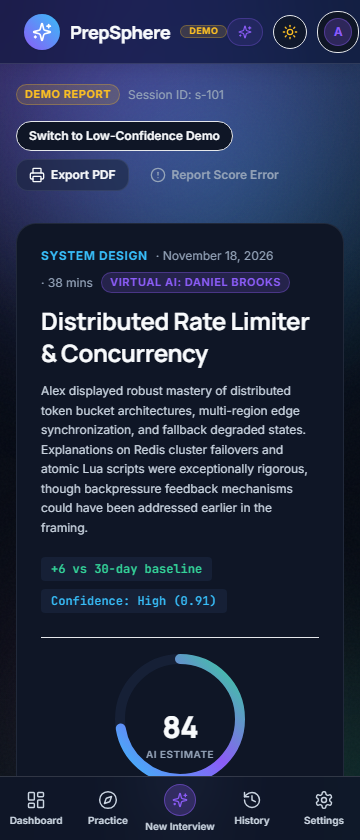 PrepSphere DEMO A
DEMO REPORT Session ID: s-101
Switch to Low-Confidence Demo
Export PDF Report Score Error
SYSTEM DESIGN · November 18, 2026
· 38 mins VIRTUAL AI: DANIEL BROOKS
Distributed Rate Limiter
& Concurrency
Alex displayed robust mastery of distributed
token bucket architectures, multi-region edge
synchronization, and fallback degraded states.
Explanations on Redis cluster failovers and
atomic Lua scripts were exceptionally rigorous,
though backpressure feedback mechanisms
could have been addressed earlier in the
framing.
+6 vs 30-day baseline
Confidence: High (0.91)
84
AI ESTIMATE
Dashboard Practice New Interview History Settings